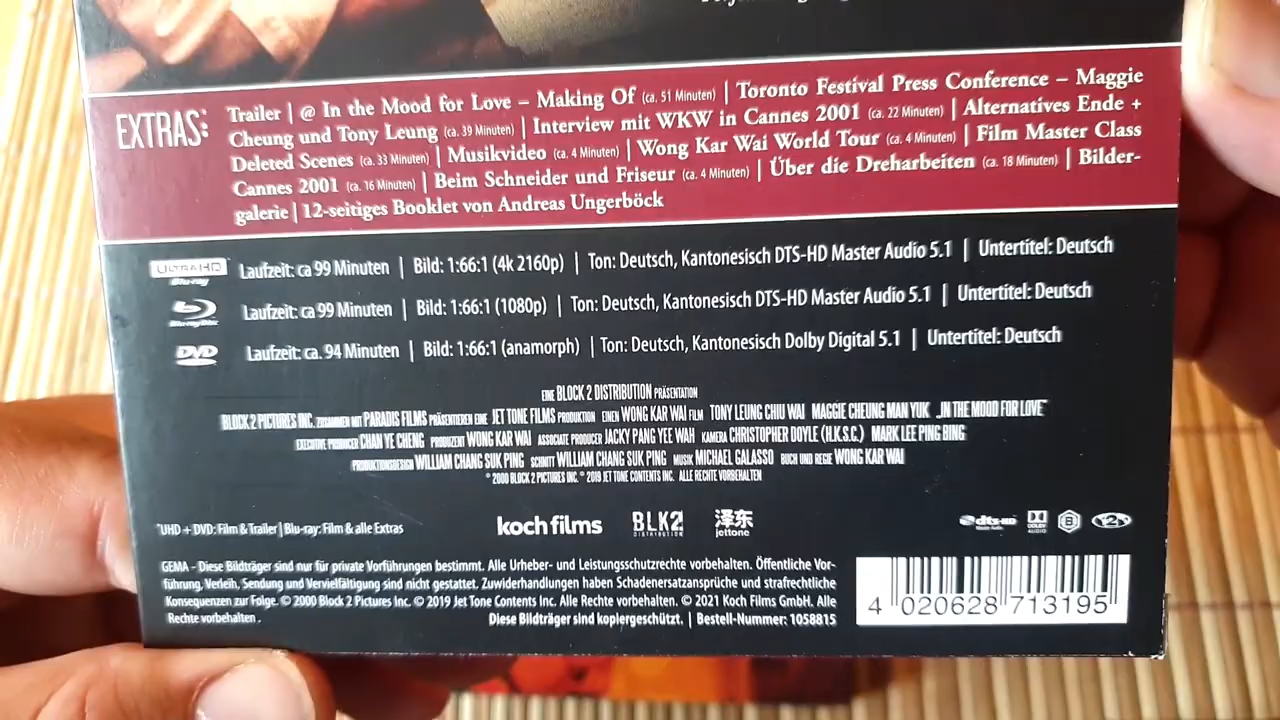 EXTRAS:
Trailer | @ In the Mood for Love – Making Of (ca. 51 Minuten) | Toronto Festival Press Conference – Maggie
Cheung und Tony Leung (ca. 39 Minuten) | Interview mit WKW in Cannes 2001 (ca. 22 Minuten) | Alternatives Ende +
Deleted Scenes (ca. 33 Minuten) | Musikvideo (ca. 4 Minuten) | Wong Kar Wai World Tour (ca. 4 Minuten) | Film Master Class
Cannes 2001 (ca. 16 Minuten) | Beim Schneider und Friseur (ca. 4 Minuten) | Über die Dreharbeiten (ca. 18 Minuten) | Bilder-
galerie | 12-seitiges Booklet von Andreas Ungerböck
ULTRAHD Blu-ray Laufzeit: ca 99 Minuten | Bild: 1:66:1 (4k 2160p) | Ton: Deutsch, Kantonesisch DTS-HD Master Audio 5.1 | Untertitel: Deutsch
Blu-ray Disc Laufzeit: ca 99 Minuten | Bild: 1:66:1 (1080p) | Ton: Deutsch, Kantonesisch DTS-HD Master Audio 5.1 | Untertitel: Deutsch
DVD Laufzeit: ca. 94 Minuten | Bild: 1:66:1 (anamorph) | Ton: Deutsch, Kantonesisch Dolby Digital 5.1 | Untertitel: Deutsch
EINE BLOCK 2 DISTRIBUTION PRÄSENTATION
BLOCK 2 PICTURES INC. ZUSAMMEN MIT PARADIS FILMS PRÄSENTIEREN EINE JET TONE FILMS PRODUKTION EINEN WONG KAR WAI FILM TONY LEUNG CHIU WAI MAGGIE CHEUNG MAN YUK „IN THE MOOD FOR LOVE"
EXECUTIVE PRODUCER CHAN YE CHENG PRODUZENT WONG KAR WAI ASSOCIATE PRODUCER JACKY PANG YEE WAH KAMERA CHRISTOPHER DOYLE (H.K.S.C.) MARK LEE PING BING
PRODUKTIONSDESIGN WILLIAM CHANG SUK PING SCHNITT WILLIAM CHANG SUK PING MUSIK MICHAEL GALASSO BUCH UND REGIE WONG KAR WAI
© 2000 BLOCK 2 PICTURES INC. © 2019 JET TONE CONTENTS INC. ALLE RECHTE VORBEHALTEN
*UHD + DVD: Film & Trailer | Blu-ray: Film & alle Extras
koch films BLK2 DISTRIBUTION 泽东 jettone dts-HD Master Audio DOLBY AUDIO
GEMA - Diese Bildträger sind nur für private Vorführungen bestimmt. Alle Urheber- und Leistungsschutzrechte vorbehalten. Öffentliche Vor-
führung, Verleih, Sendung und Vervielfältigung sind nicht gestattet. Zuwiderhandlungen haben Schadenersatzansprüche und strafrechtliche
Konsequenzen zur Folge. © 2000 Block 2 Pictures Inc. © 2019 Jet Tone Contents Inc. Alle Rechte vorbehalten. © 2021 Koch Films GmbH. Alle
Rechte vorbehalten .
Diese Bildträger sind kopiergeschützt. | Bestell-Nummer: 1058815
4 020628 713195